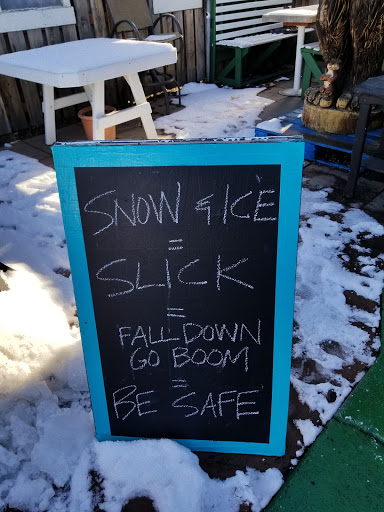 SNOW & ICE
=
SLICK
=
FALL DOWN
GO BOOM
=
BE SAFE